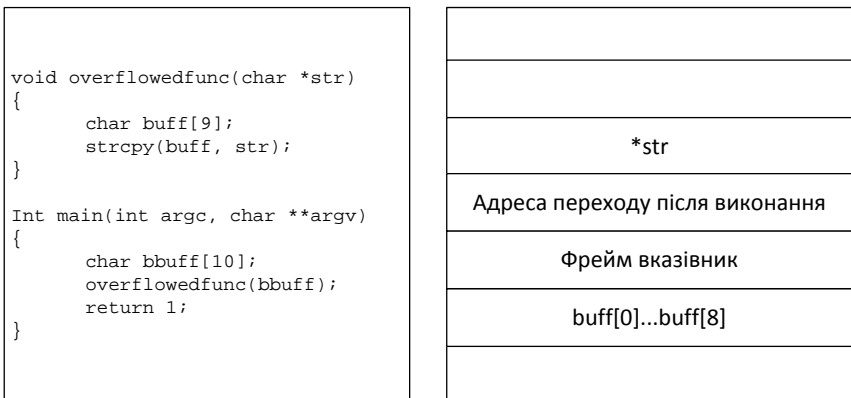 void overflowedfunc(char *str)
{
char buff[9];
strcpy(buff, str);
}
Int main(int argc, char **argv)
{
char bbuff[10];
overflowedfunc(bbuff);
return 1;
}
*str
Адреса переходу після виконання
Фрейм вказівник
buff[0]...buff[8]